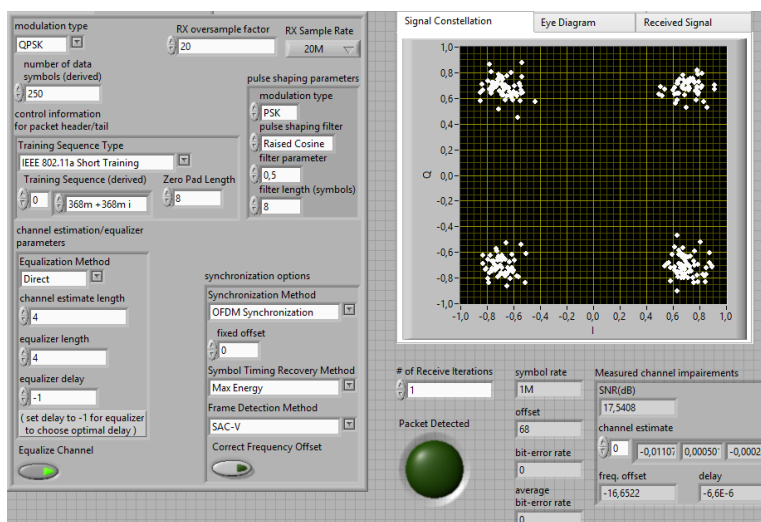 modulation type
QPSK
RX oversample factor
20
RX Sample Rate
20M
number of data
symbols (derived)
250
pulse shaping parameters
modulation type
PSK
pulse shaping filter
Raised Cosine
filter parameter
0,5
filter length (symbols)
8
control information
for packet header/tail
Training Sequence Type
IEEE 802.11a Short Training
Training Sequence (derived)
0
368m +368m i
Zero Pad Length
8
channel estimation/equalizer
parameters
Equalization Method
Direct
channel estimate length
4
equalizer length
4
equalizer delay
-1
( set delay to -1 for equalizer
to choose optimal delay )
Equalize Channel
synchronization options
Synchronization Method
OFDM Synchronization
fixed offset
0
Symbol Timing Recovery Method
Max Energy
Frame Detection Method
SAC-V
Correct Frequency Offset
Signal Constellation
Eye Diagram
Received Signal
1,0
0,8
0,6
0,4
0,2
0,0
-0,2
-0,4
-0,6
-0,8
-1,0
Q
-1,0 -0,8 -0,6 -0,4 -0,2 0,0 0,2 0,4 0,6 0,8 1,0
I
# of Receive Iterations
1
Packet Detected
symbol rate
1M
offset
68
bit-error rate
0
average
bit-error rate
0
Measured channel impairements
SNR(dB)
17,5408
channel estimate
0
-0,01107
0,00050
-0,0002
freq. offset
-16,6522
delay
-6,6E-6